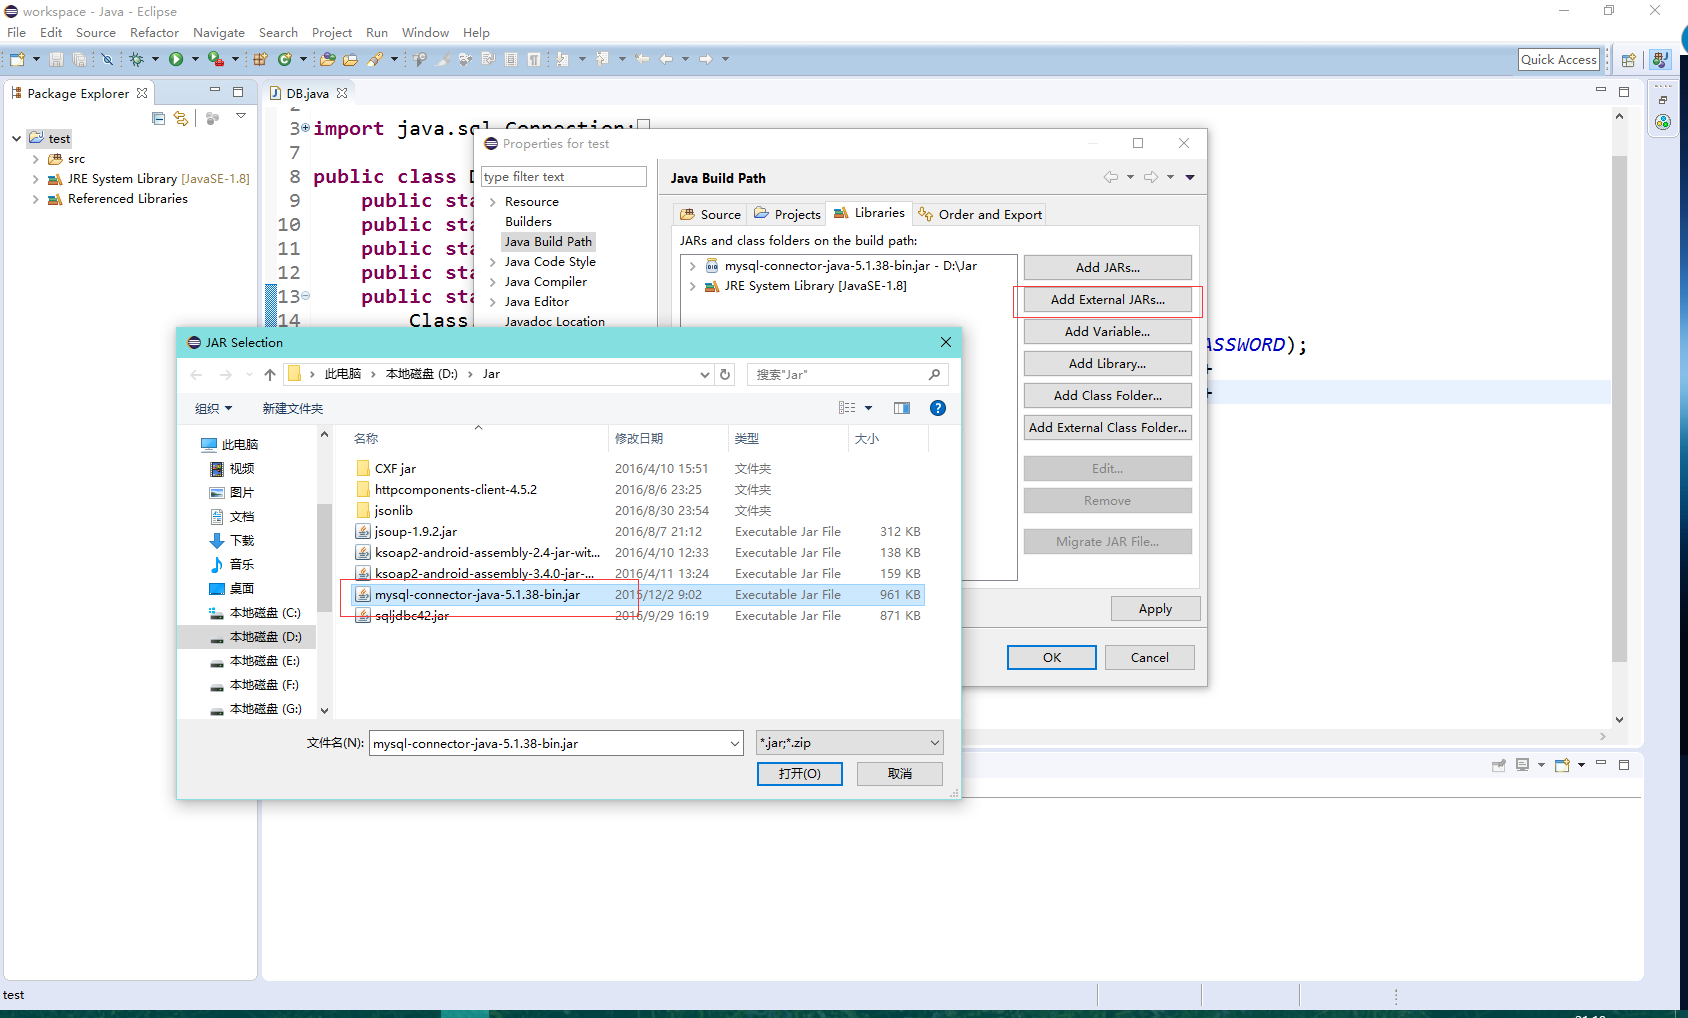 workspace - Java - Eclipse
File Edit Source Refactor Navigate Search Project Run Window Help
Quick Access
Package Explorer
DB.java
test
src
JRE System Library [JavaSE-1.8]
Referenced Libraries
2
3 import java.sql.Connection;
7
8 public class
9 public sta
10 public sta
11 public sta
12 public sta
13 public sta
14 Class
ASSWORD);
+
+
Properties for test
type filter text
Resource
Builders
Java Build Path
Java Code Style
Java Compiler
Java Editor
Javadoc Location
Java Build Path
Source Projects Libraries Order and Export
JARs and class folders on the build path:
mysql-connector-java-5.1.38-bin.jar - D:\Jar
JRE System Library [JavaSE-1.8]
Add JARs...
Add External JARs...
Add Variable...
Add Library...
Add Class Folder...
Add External Class Folder...
Edit...
Remove
Migrate JAR File...
Apply
OK Cancel
JAR Selection
此电脑 > 本地磁盘 (D:) > Jar
搜索"Jar"
组织 新建文件夹
此电脑
视频
图片
文档
下载
音乐
桌面
本地磁盘 (C:)
本地磁盘 (D:)
本地磁盘 (E:)
本地磁盘 (F:)
本地磁盘 (G:)
名称 修改日期 类型 大小
CXF jar 2016/4/10 15:51 文件夹
httpcomponents-client-4.5.2 2016/8/6 23:25 文件夹
jsonlib 2016/8/30 23:54 文件夹
jsoup-1.9.2.jar 2016/8/7 21:12 Executable Jar File 312 KB
ksoap2-android-assembly-2.4-jar-wit... 2016/4/10 12:33 Executable Jar File 138 KB
ksoap2-android-assembly-3.4.0-jar-... 2016/4/11 13:24 Executable Jar File 159 KB
mysql-connector-java-5.1.38-bin.jar 2015/12/2 9:02 Executable Jar File 961 KB
sqljdbc42.jar 2016/9/29 16:19 Executable Jar File 871 KB
文件名(N): mysql-connector-java-5.1.38-bin.jar *.jar;*.zip
打开(O) 取消
test